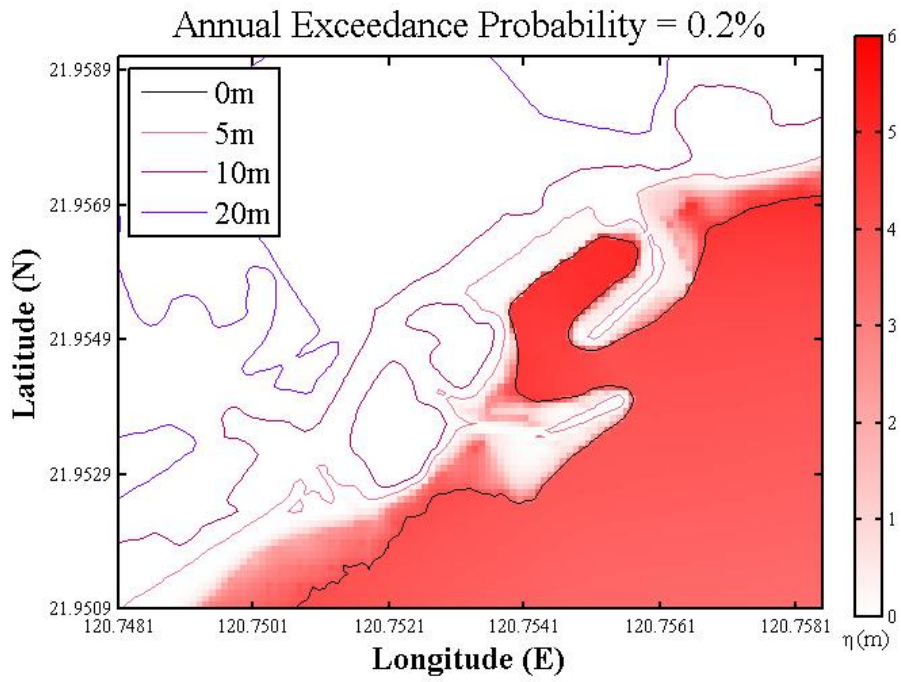 Annual Exceedance Probability = 0.2%
0m
5m
10m
20m
21.9589
21.9569
21.9549
21.9529
21.9509
Latitude (N)
120.7481 120.7501 120.7521 120.7541 120.7561 120.7581
Longitude (E)
6
5
4
3
2
1
0
η(m)